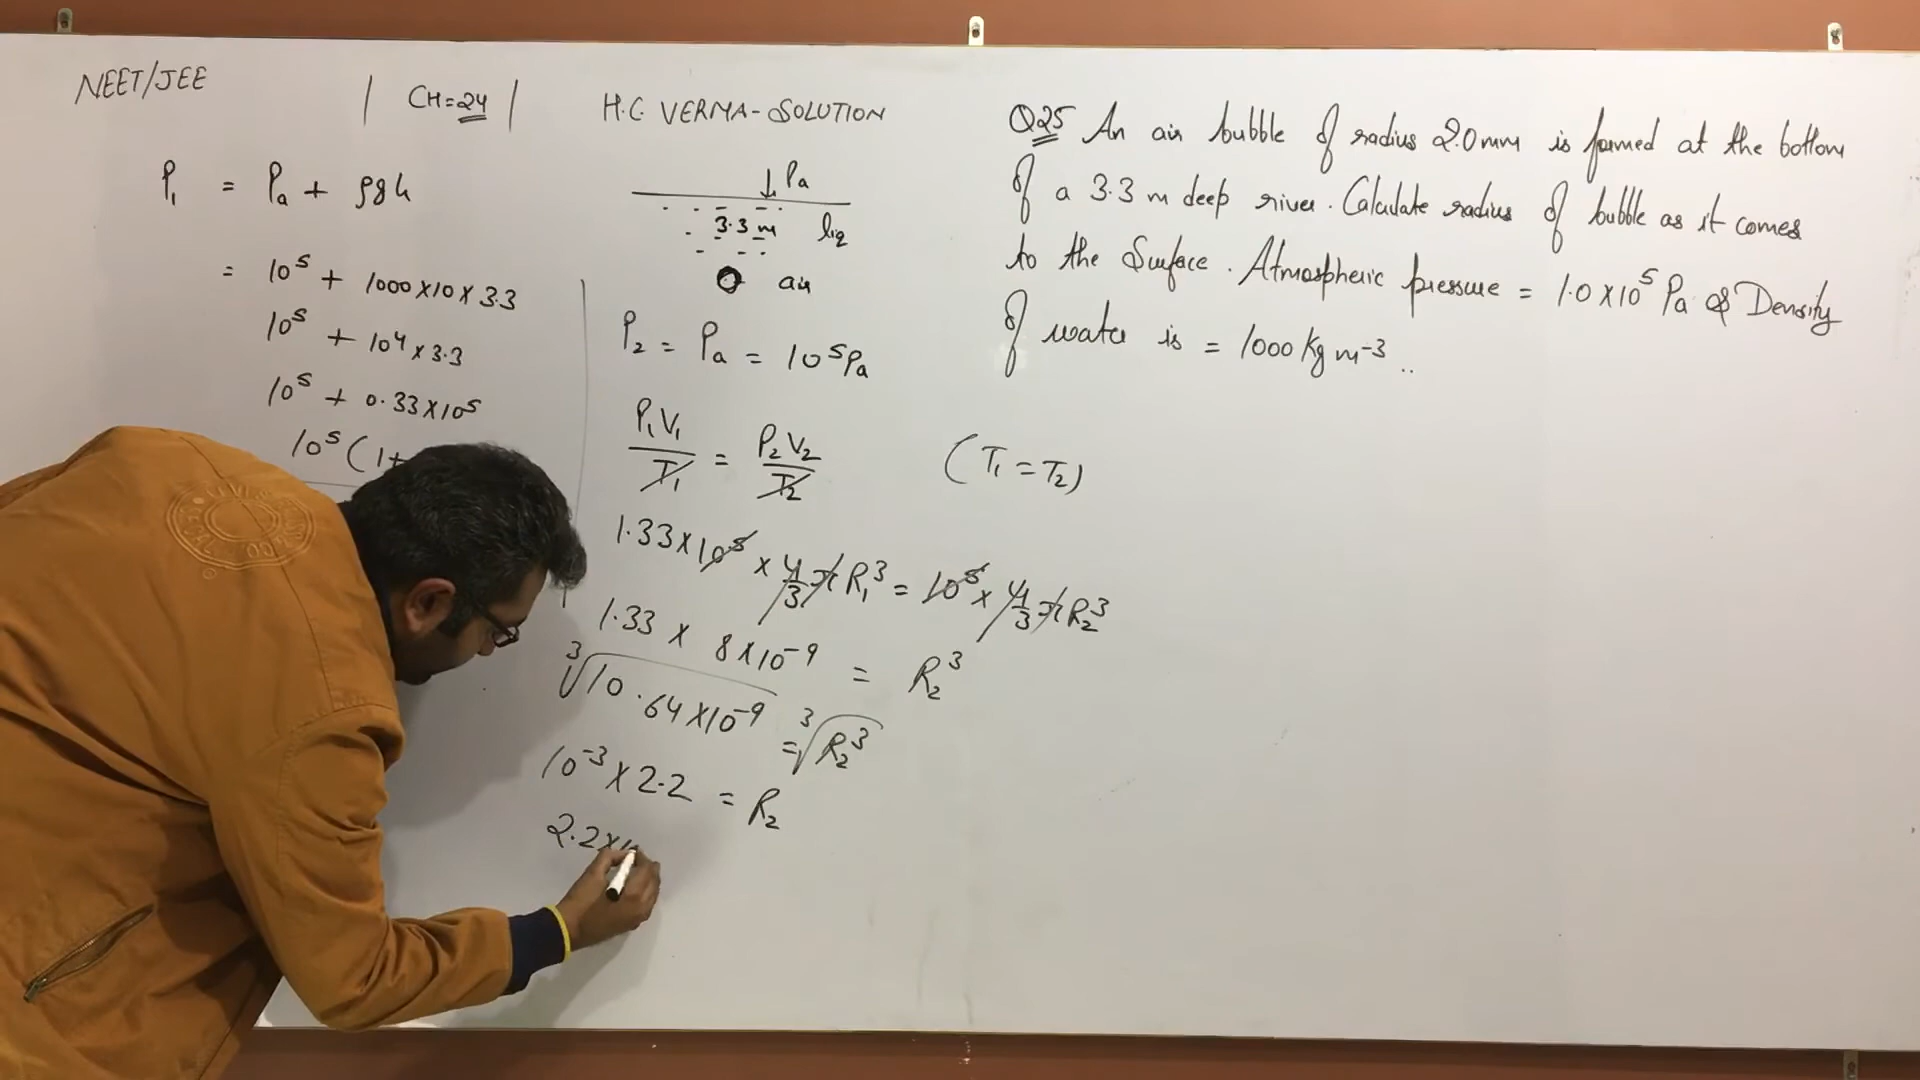 NEET/JEE
| CH=24 |
H.C. VERMA-SOLUTION
P₁ = Pa + ρgh
= 10⁵ + 1000×10×3.3
10⁵ + 10⁴×3.3
10⁵ + 0.33×10⁵
10⁵(1+
↓Pa
3.3 m liq
air
P₂ = Pa = 10⁵Pa
P₁V₁/T₁ = P₂V₂/T₂ (T₁=T₂)
1.33×10⁵ × 4/3 πR₁³ = 10⁵ × 4/3 πR₂³
1.33 × 8×10⁻⁹ = R₂³
∛10.64×10⁻⁹ = ∛R₂³
10⁻³×2.2 = R₂
2.2×
Q25 An air bubble of radius 2.0mm is formed at the bottom
of a 3.3 m deep river. Calculate radius of bubble as it comes
to the Surface. Atmospheric pressure = 1.0×10⁵ Pa & Density
of water is = 1000 Kg m⁻³..